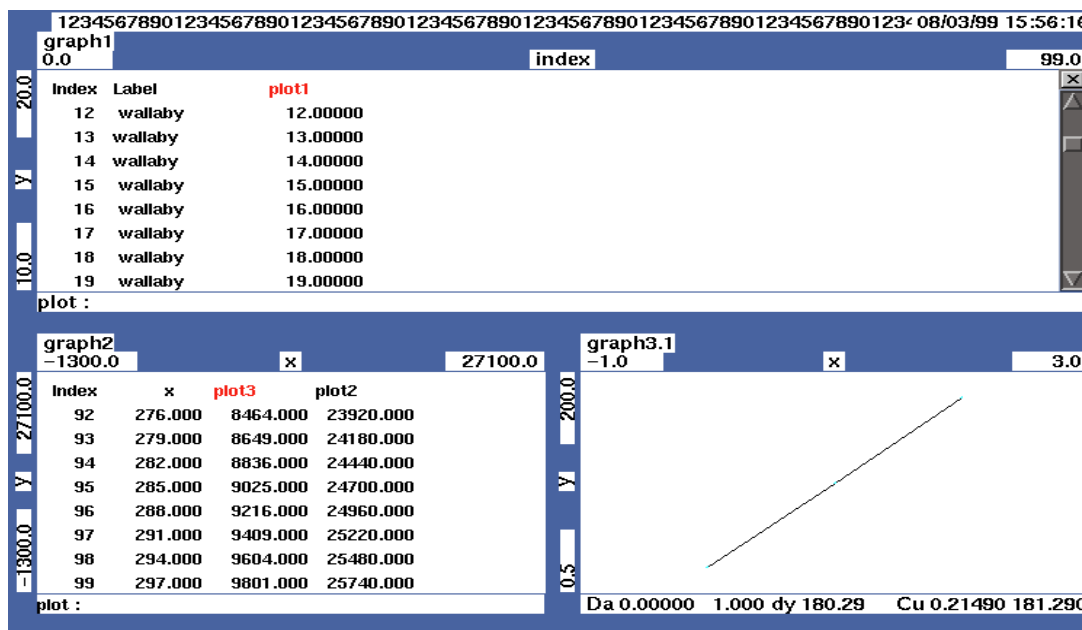 123456789012345678901234567890123456789012345678901234567890123456789012345678901234 08/03/99 15:56:16
graph1
0.0 index 99.0
20.0
y
10.0
Index Label plot1
12 wallaby 12.00000
13 wallaby 13.00000
14 wallaby 14.00000
15 wallaby 15.00000
16 wallaby 16.00000
17 wallaby 17.00000
18 wallaby 18.00000
19 wallaby 19.00000
plot :
graph2
-1300.0 x 27100.0
27100.0
y
-1300.0
Index x plot3 plot2
92 276.000 8464.000 23920.000
93 279.000 8649.000 24180.000
94 282.000 8836.000 24440.000
95 285.000 9025.000 24700.000
96 288.000 9216.000 24960.000
97 291.000 9409.000 25220.000
98 294.000 9604.000 25480.000
99 297.000 9801.000 25740.000
plot :
graph3.1
-1.0 x 3.0
200.0
y
0.5
Da 0.00000 1.000 dy 180.29 Cu 0.21490 181.290